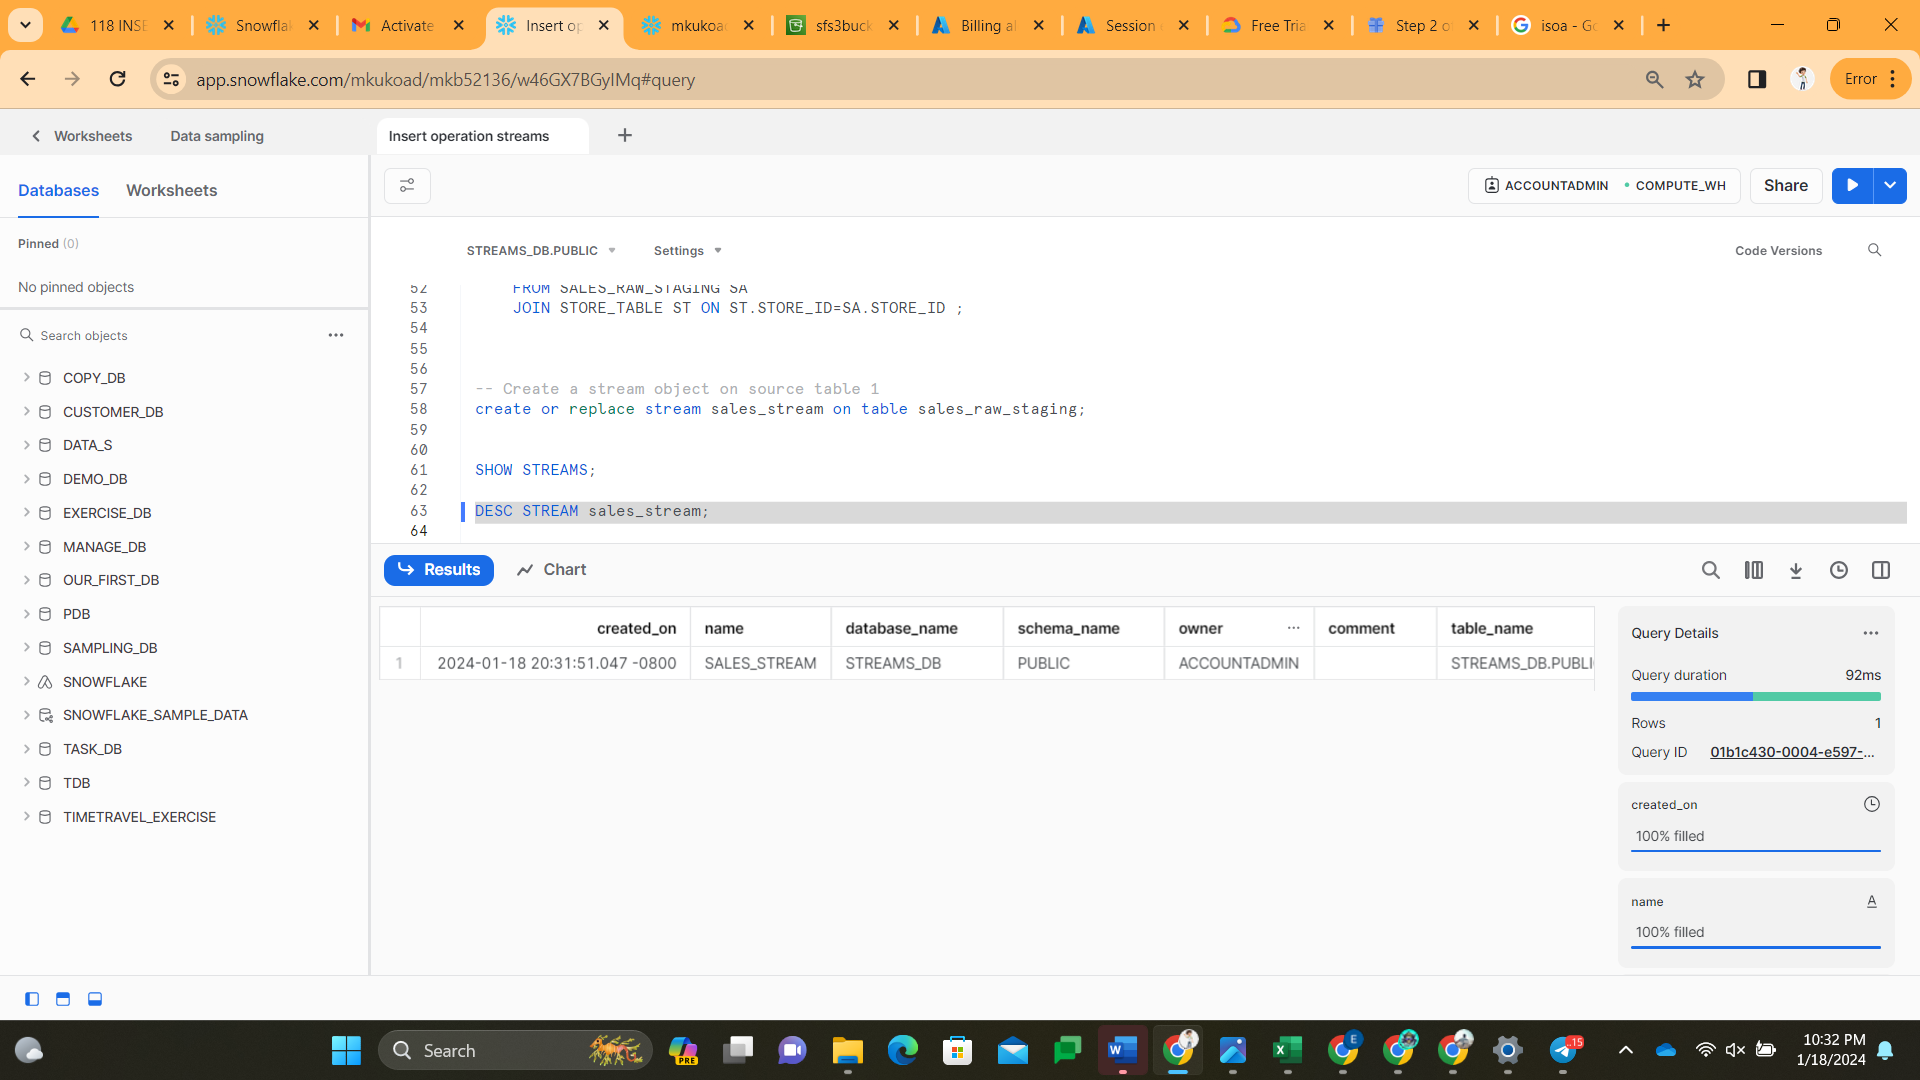 118 INSE
Snowflak
Activate
Insert op
mkukoad
sfs3buck
Billing al
Session
Free Tria
Step 2 o
isoa - Go
app.snowflake.com/mkukoad/mkb52136/w46GX7BGyIMq#query
Error
Worksheets
Data sampling
Insert operation streams
Databases
Worksheets
ACCOUNTADMIN
COMPUTE_WH
Share
Pinned (0)
No pinned objects
Search objects
COPY_DB
CUSTOMER_DB
DATA_S
DEMO_DB
EXERCISE_DB
MANAGE_DB
OUR_FIRST_DB
PDB
SAMPLING_DB
SNOWFLAKE
SNOWFLAKE_SAMPLE_DATA
TASK_DB
TDB
TIMETRAVEL_EXERCISE
STREAMS_DB.PUBLIC
Settings
Code Versions
52 FROM SALES_RAW_STAGING SA
53 JOIN STORE_TABLE ST ON ST.STORE_ID=SA.STORE_ID ;
54
55
56
57 -- Create a stream object on source table 1
58 create or replace stream sales_stream on table sales_raw_staging;
59
60
61 SHOW STREAMS;
62
63 DESC STREAM sales_stream;
64
Results
Chart
created_on name database_name schema_name owner ... comment table_name
1 2024-01-18 20:31:51.047 -0800 SALES_STREAM STREAMS_DB PUBLIC ACCOUNTADMIN STREAMS_DB.PUBLI
Query Details
Query duration 92ms
Rows 1
Query ID 01b1c430-0004-e597-...
created_on
100% filled
name A
100% filled
Search
PRE
W
X
E
15
10:32 PM
1/18/2024